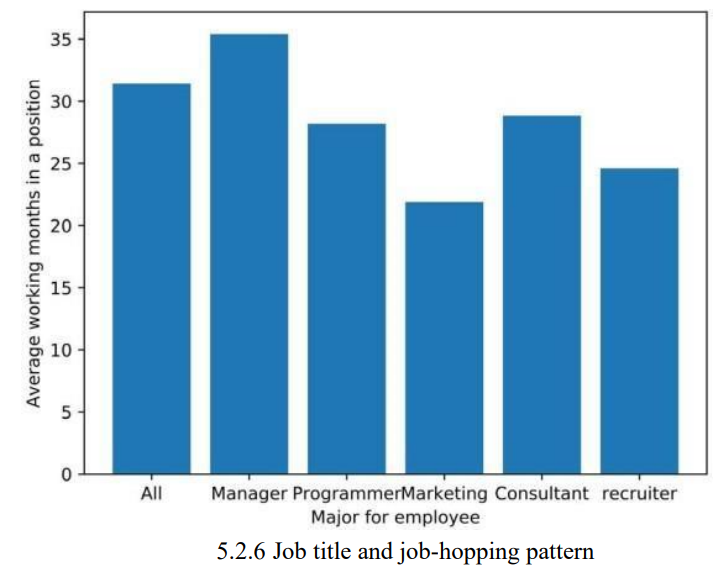 Average working months in a position
35
30
25
20
15
10
5
0
All Manager Programmer Marketing Consultant recruiter
Major for employee
5.2.6 Job title and job-hopping pattern